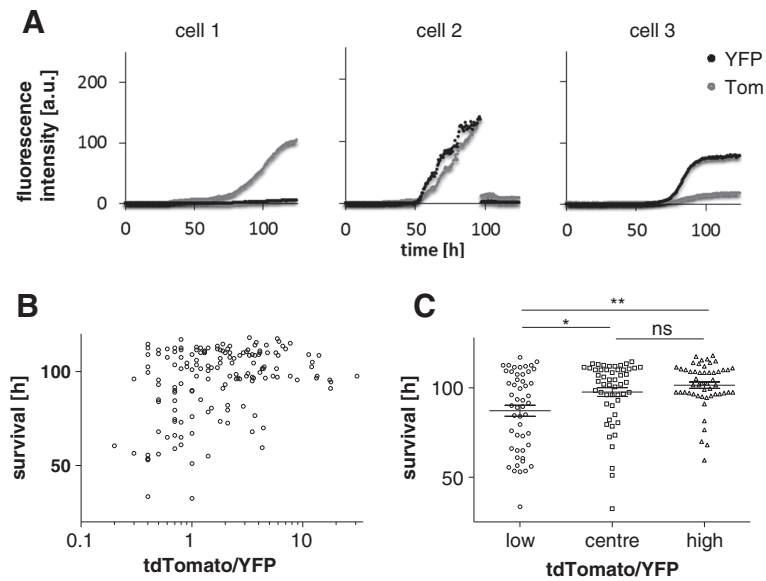 A
cell 1
cell 2
cell 3
YFP
Tom
fluorescence
intensity [a.u.]
200
100
0
0
50
100
0
50
100
0
50
100
time [h]
B
survival [h]
100
50
0.1
1
10
tdTomato/YFP
C
**
*
ns
survival [h]
100
50
low
centre
high
tdTomato/YFP